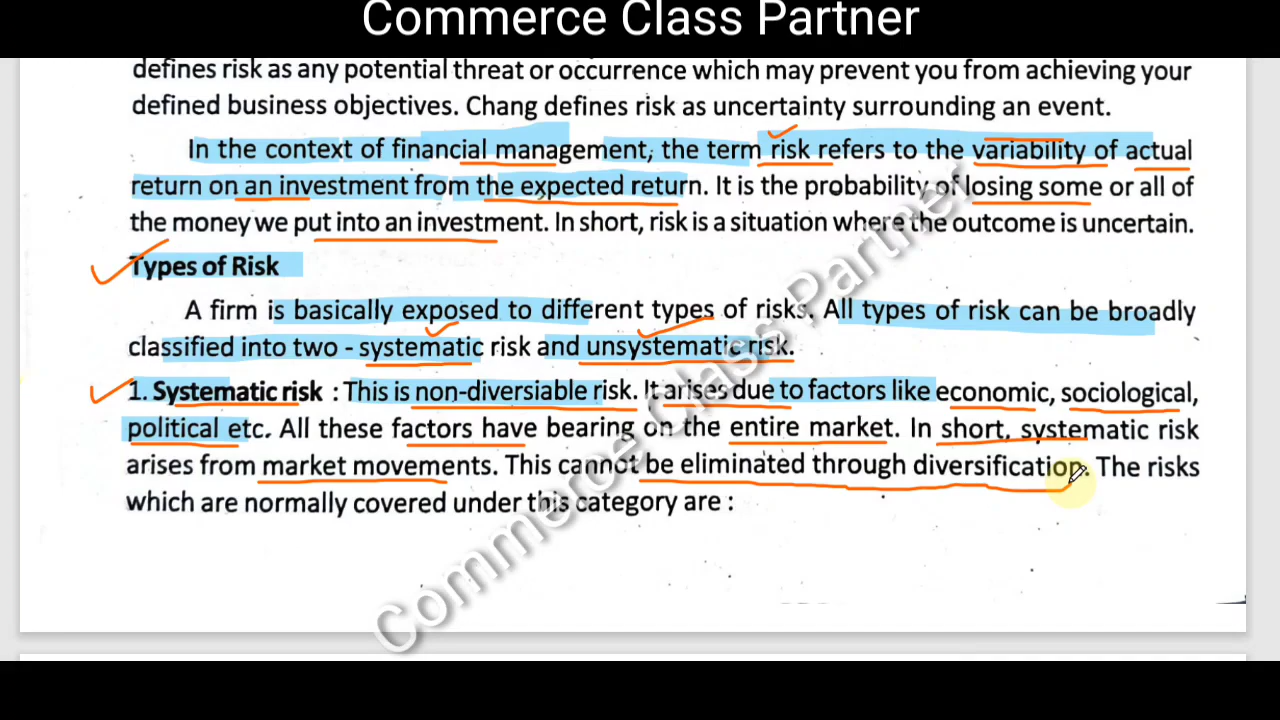 Commerce Class Partner
defines risk as any potential threat or occurrence which may prevent you from achieving your
defined business objectives. Chang defines risk as uncertainty surrounding an event.
In the context of financial management, the term risk refers to the variability of actual
return on an investment from the expected return. It is the probability of losing some or all of
the money we put into an investment. In short, risk is a situation where the outcome is uncertain.
Types of Risk
A firm is basically exposed to different types of risks. All types of risk can be broadly
classified into two - systematic risk and unsystematic risk.
1. Systematic risk : This is non-diversiable risk. It arises due to factors like economic, sociological,
political etc. All these factors have bearing on the entire market. In short, systematic risk
arises from market movements. This cannot be eliminated through diversification. The risks
which are normally covered under this category are :
Commerce Class Partner